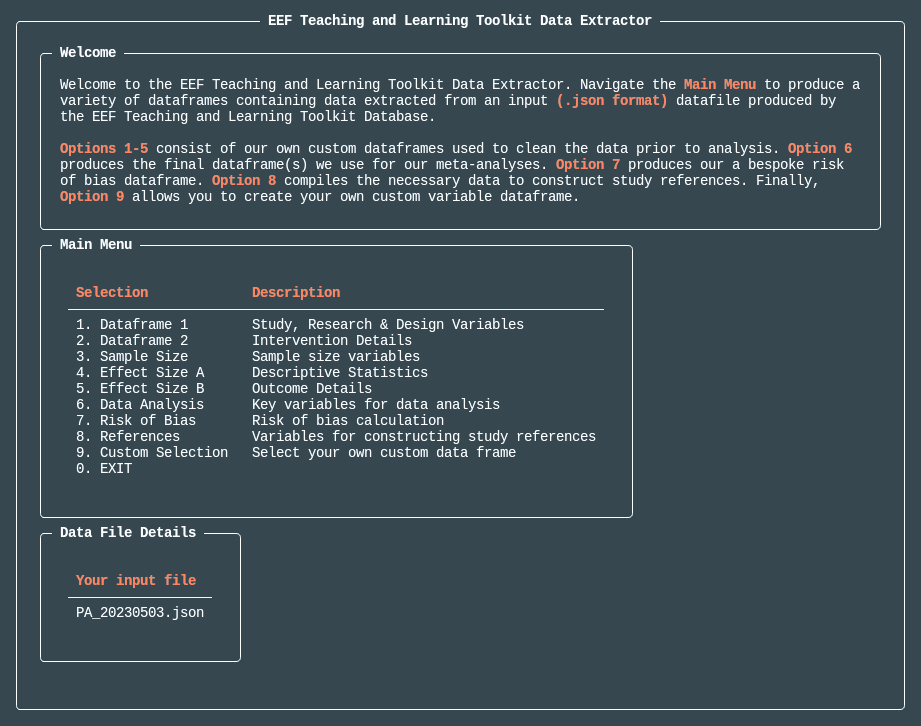 EEF Teaching and Learning Toolkit Data Extractor
Welcome
Welcome to the EEF Teaching and Learning Toolkit Data Extractor. Navigate the Main Menu to produce a
variety of dataframes containing data extracted from an input (.json format) datafile produced by
the EEF Teaching and Learning Toolkit Database.
Options 1-5 consist of our own custom dataframes used to clean the data prior to analysis. Option 6
produces the final dataframe(s) we use for our meta-analyses. Option 7 produces our a bespoke risk
of bias dataframe. Option 8 compiles the necessary data to construct study references. Finally,
Option 9 allows you to create your own custom variable dataframe.
Main Menu
Selection Description
1. Dataframe 1 Study, Research & Design Variables
2. Dataframe 2 Intervention Details
3. Sample Size Sample size variables
4. Effect Size A Descriptive Statistics
5. Effect Size B Outcome Details
6. Data Analysis Key variables for data analysis
7. Risk of Bias Risk of bias calculation
8. References Variables for constructing study references
9. Custom Selection Select your own custom data frame
0. EXIT
Data File Details
Your input file
PA_20230503.json